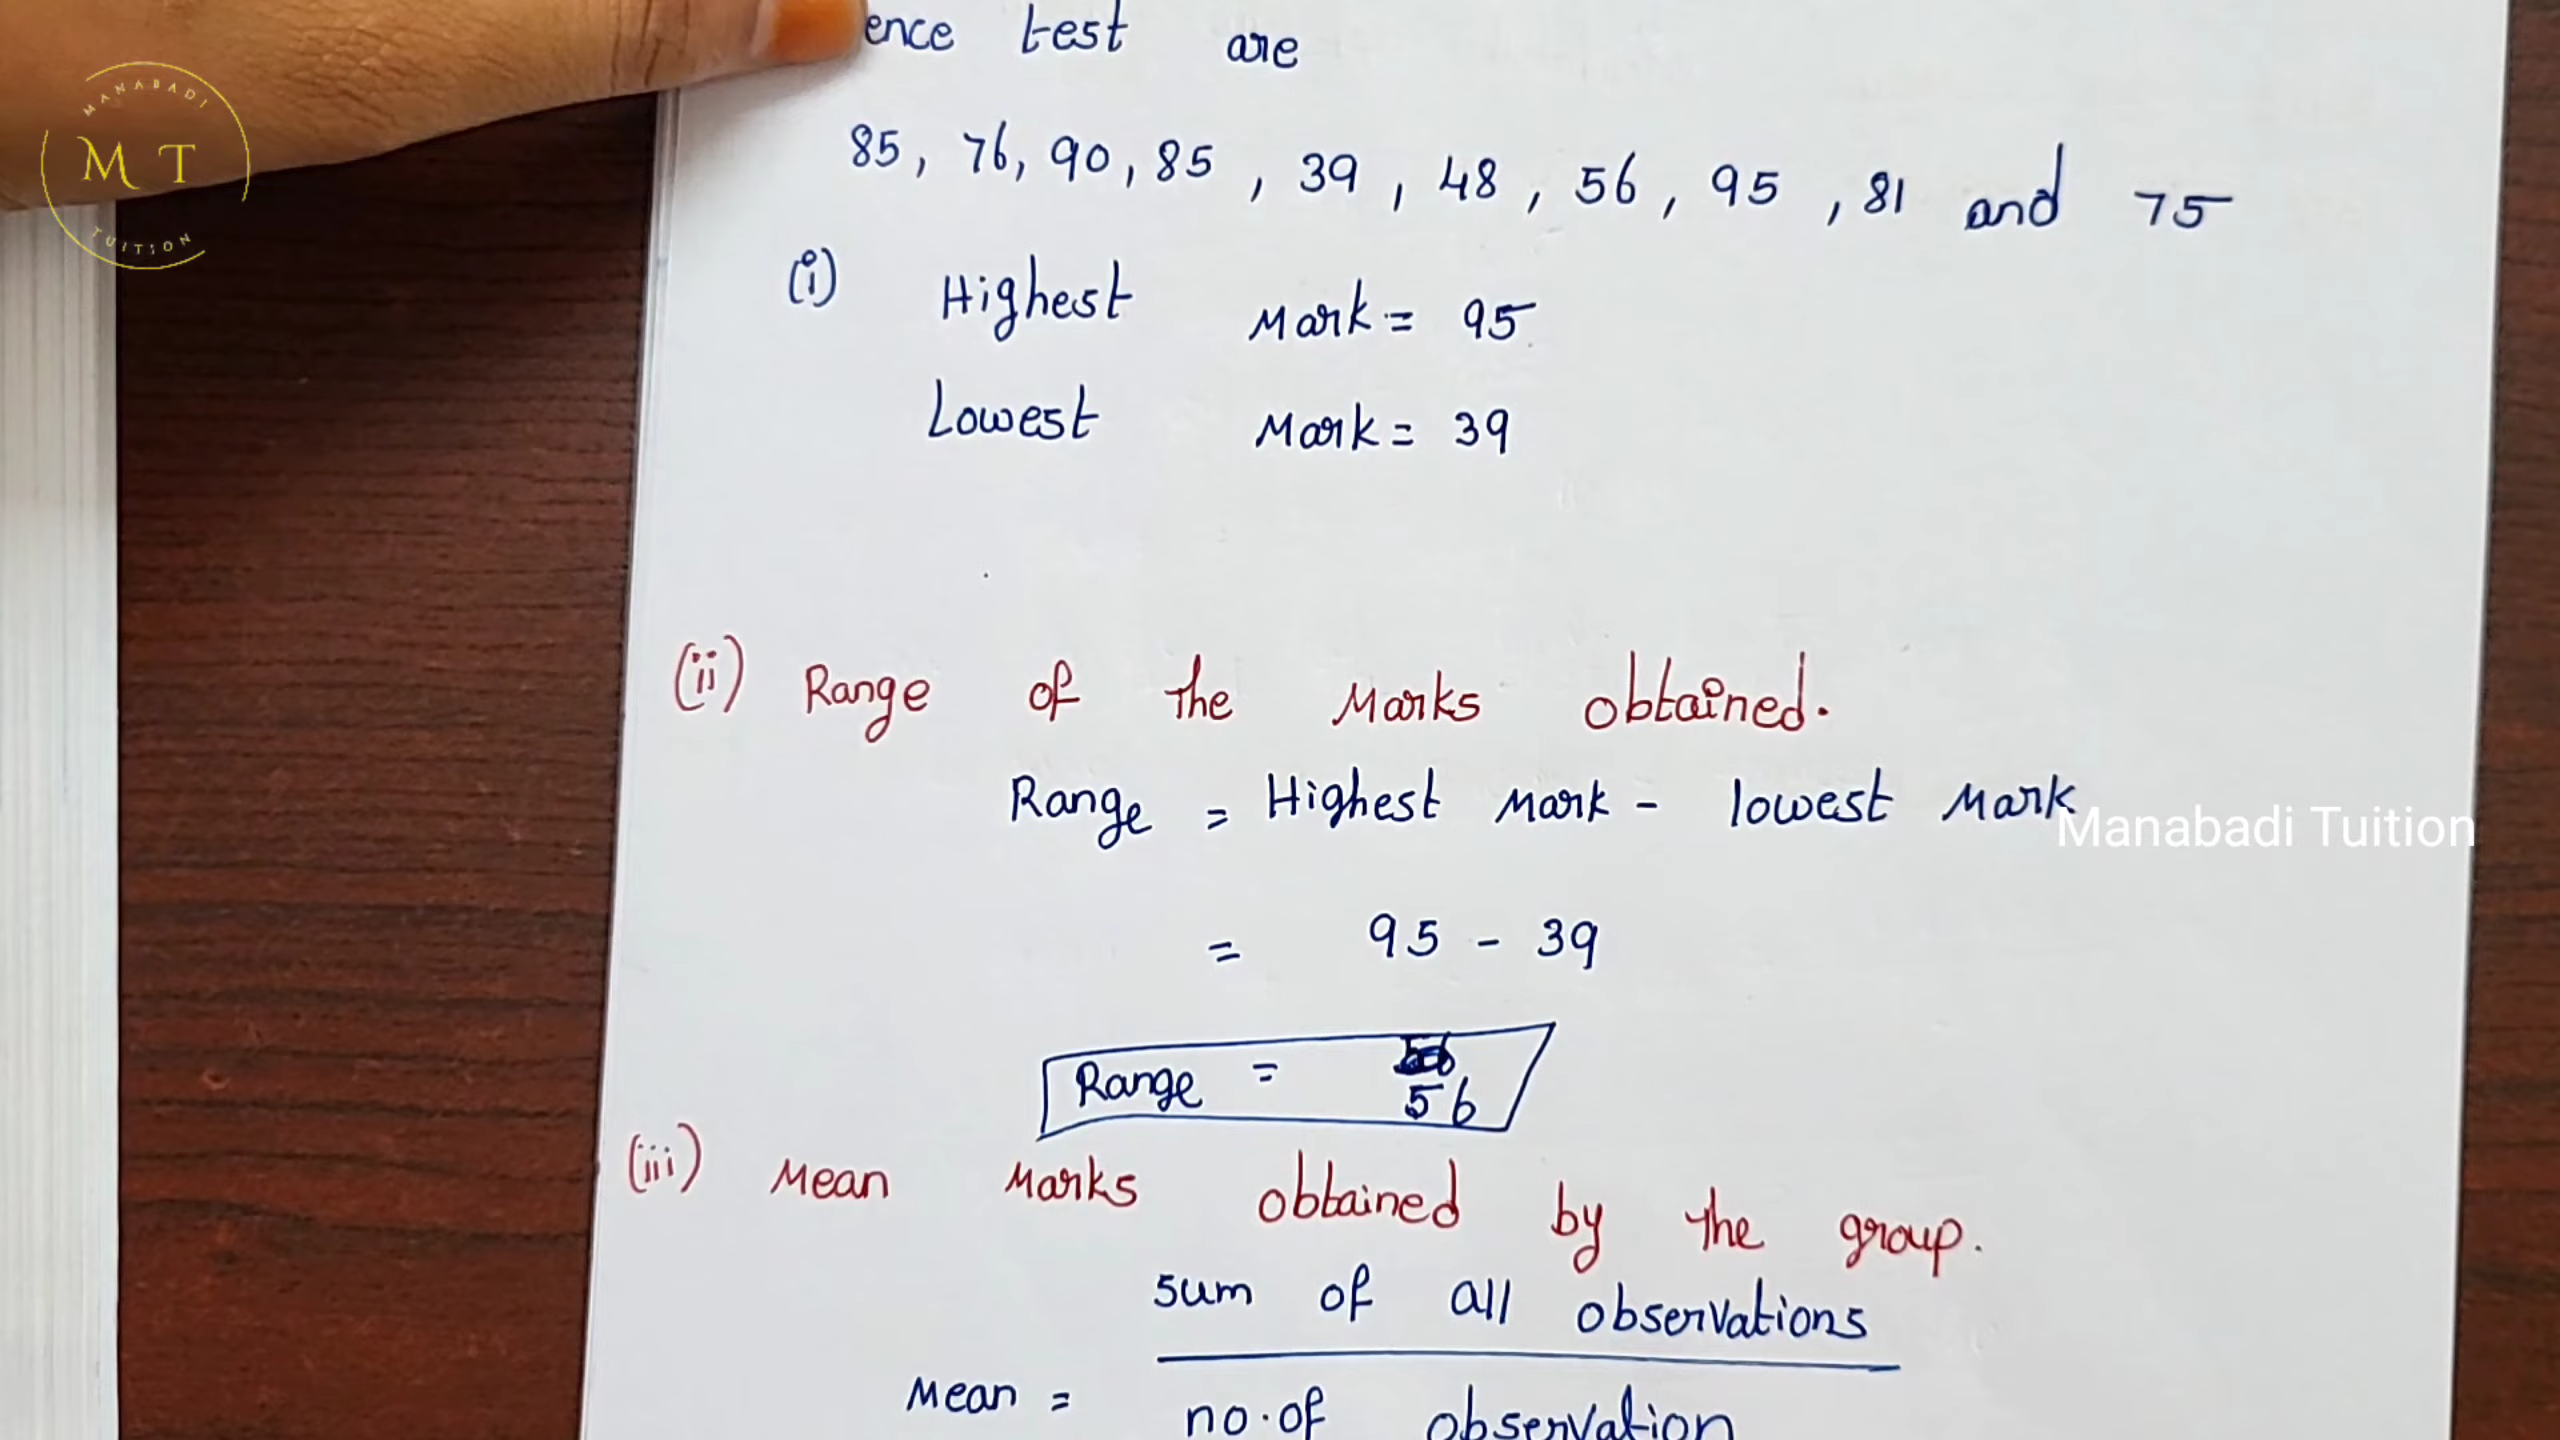 ence test are
MANABADI
MT
TUITION
85, 76, 90, 85, 39, 48, 56, 95, 81 and 75
(i) Highest Mark = 95
Lowest Mark = 39
(ii) Range of the Marks obtained.
Range = Highest Mark - lowest Mark
Manabadi Tuition
= 95 - 39
Range = 56
(iii) Mean Marks obtained by the group.
sum of all observations
Mean =
no. of observation